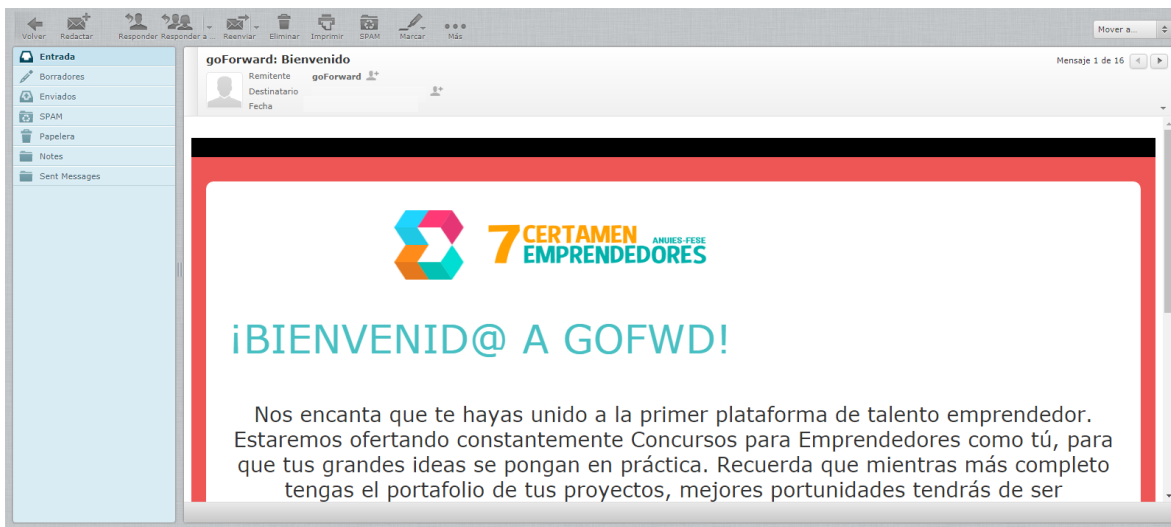 Volver Redactar Responder Responder a ... Reenviar Eliminar Imprimir SPAM Marcar Más
Mover a...
Entrada
Borradores
Enviados
SPAM
Papelera
Notes
Sent Messages
goForward: Bienvenido
Mensaje 1 de 16
Remitente goForward
Destinatario
Fecha
7 CERTAMEN ANUIES-FESE
EMPRENDEDORES
¡BIENVENID@ A GOFWD!
Nos encanta que te hayas unido a la primer plataforma de talento emprendedor.
Estaremos ofertando constantemente Concursos para Emprendedores como tú, para
que tus grandes ideas se pongan en práctica. Recuerda que mientras más completo
tengas el portafolio de tus proyectos, mejores portunidades tendrás de ser